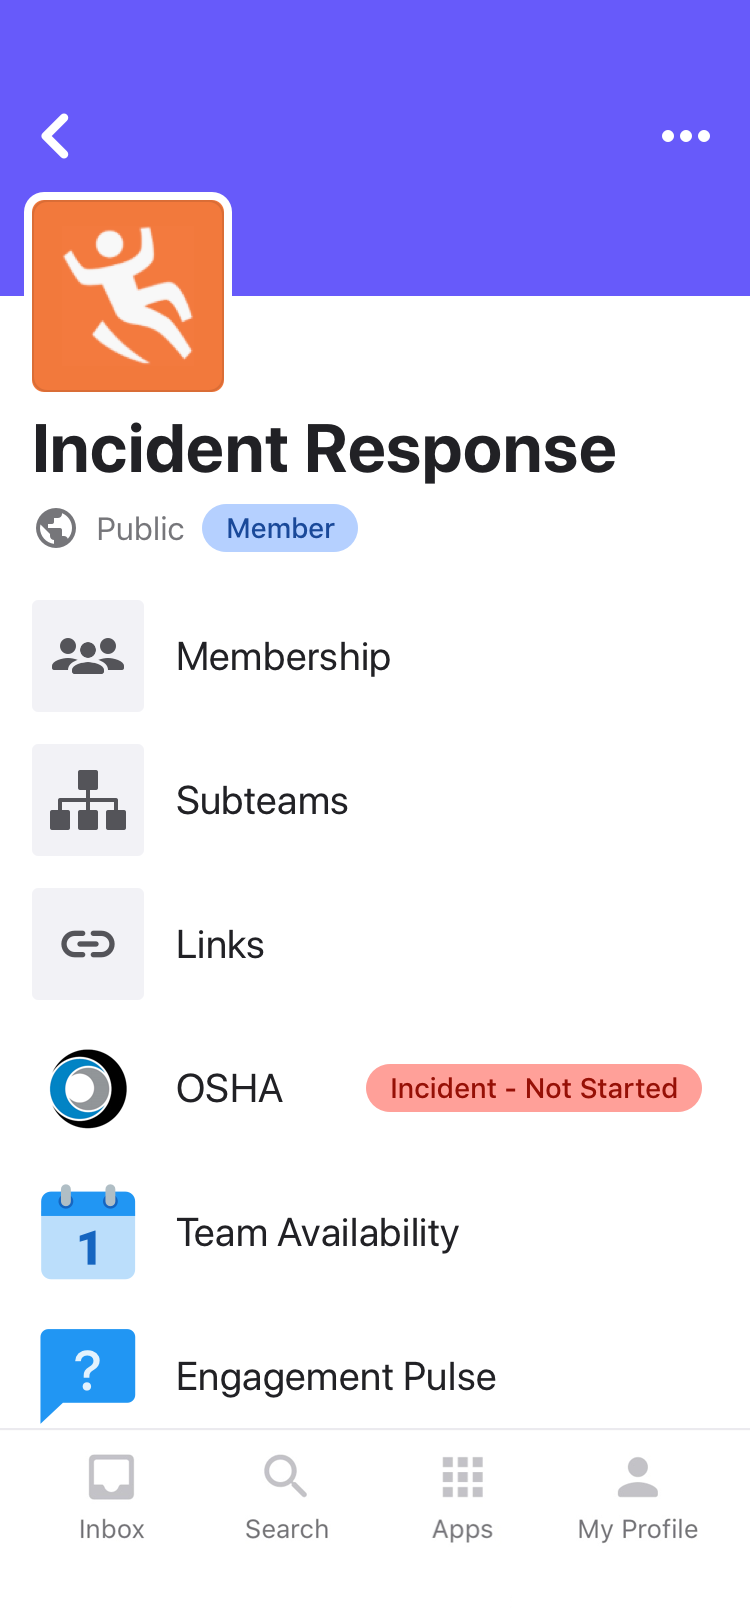 Incident Response
Public Member
Membership
Subteams
Links
OSHA Incident - Not Started
1
Team Availability
?
Engagement Pulse
Inbox Search Apps My Profile